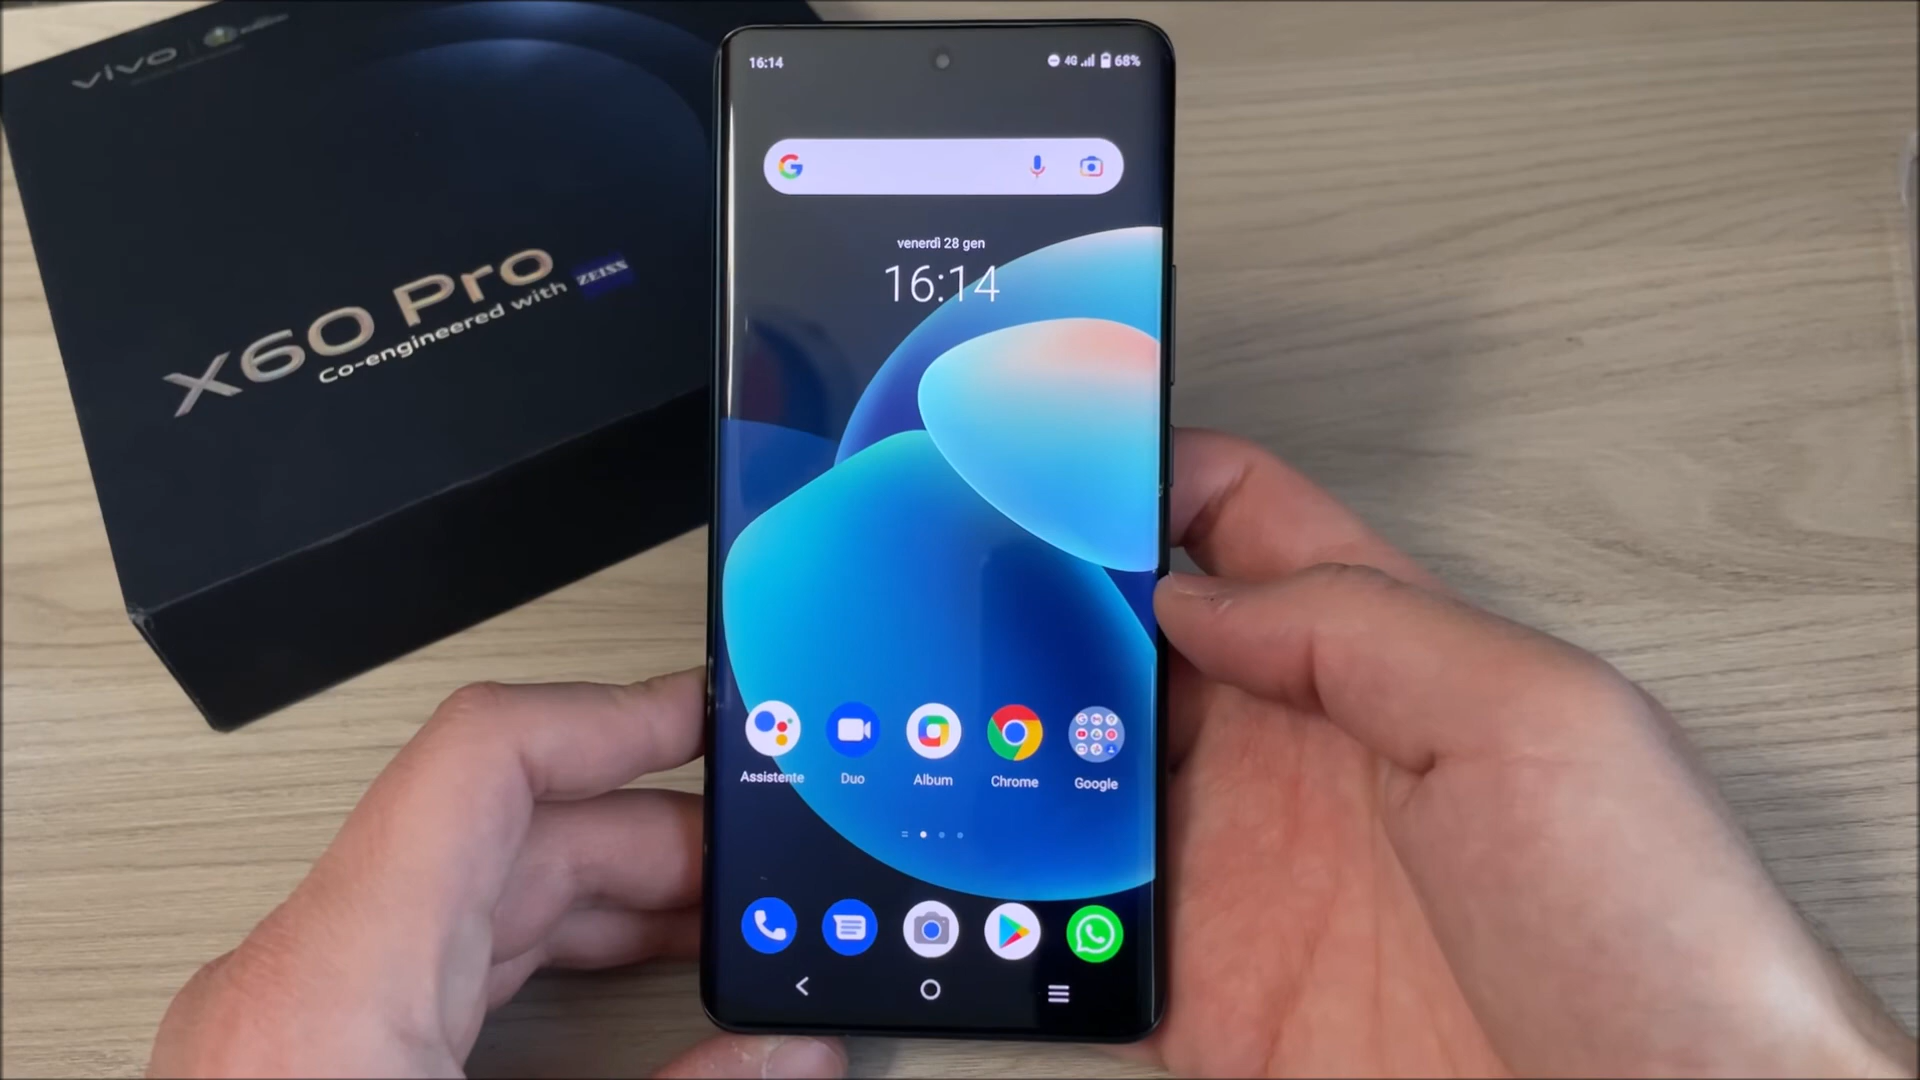 vivo
X60 Pro
Co-engineered with ZEISS
16:14
4G 68%
venerdì 28 gen
16:14
Assistente Duo Album Chrome Google